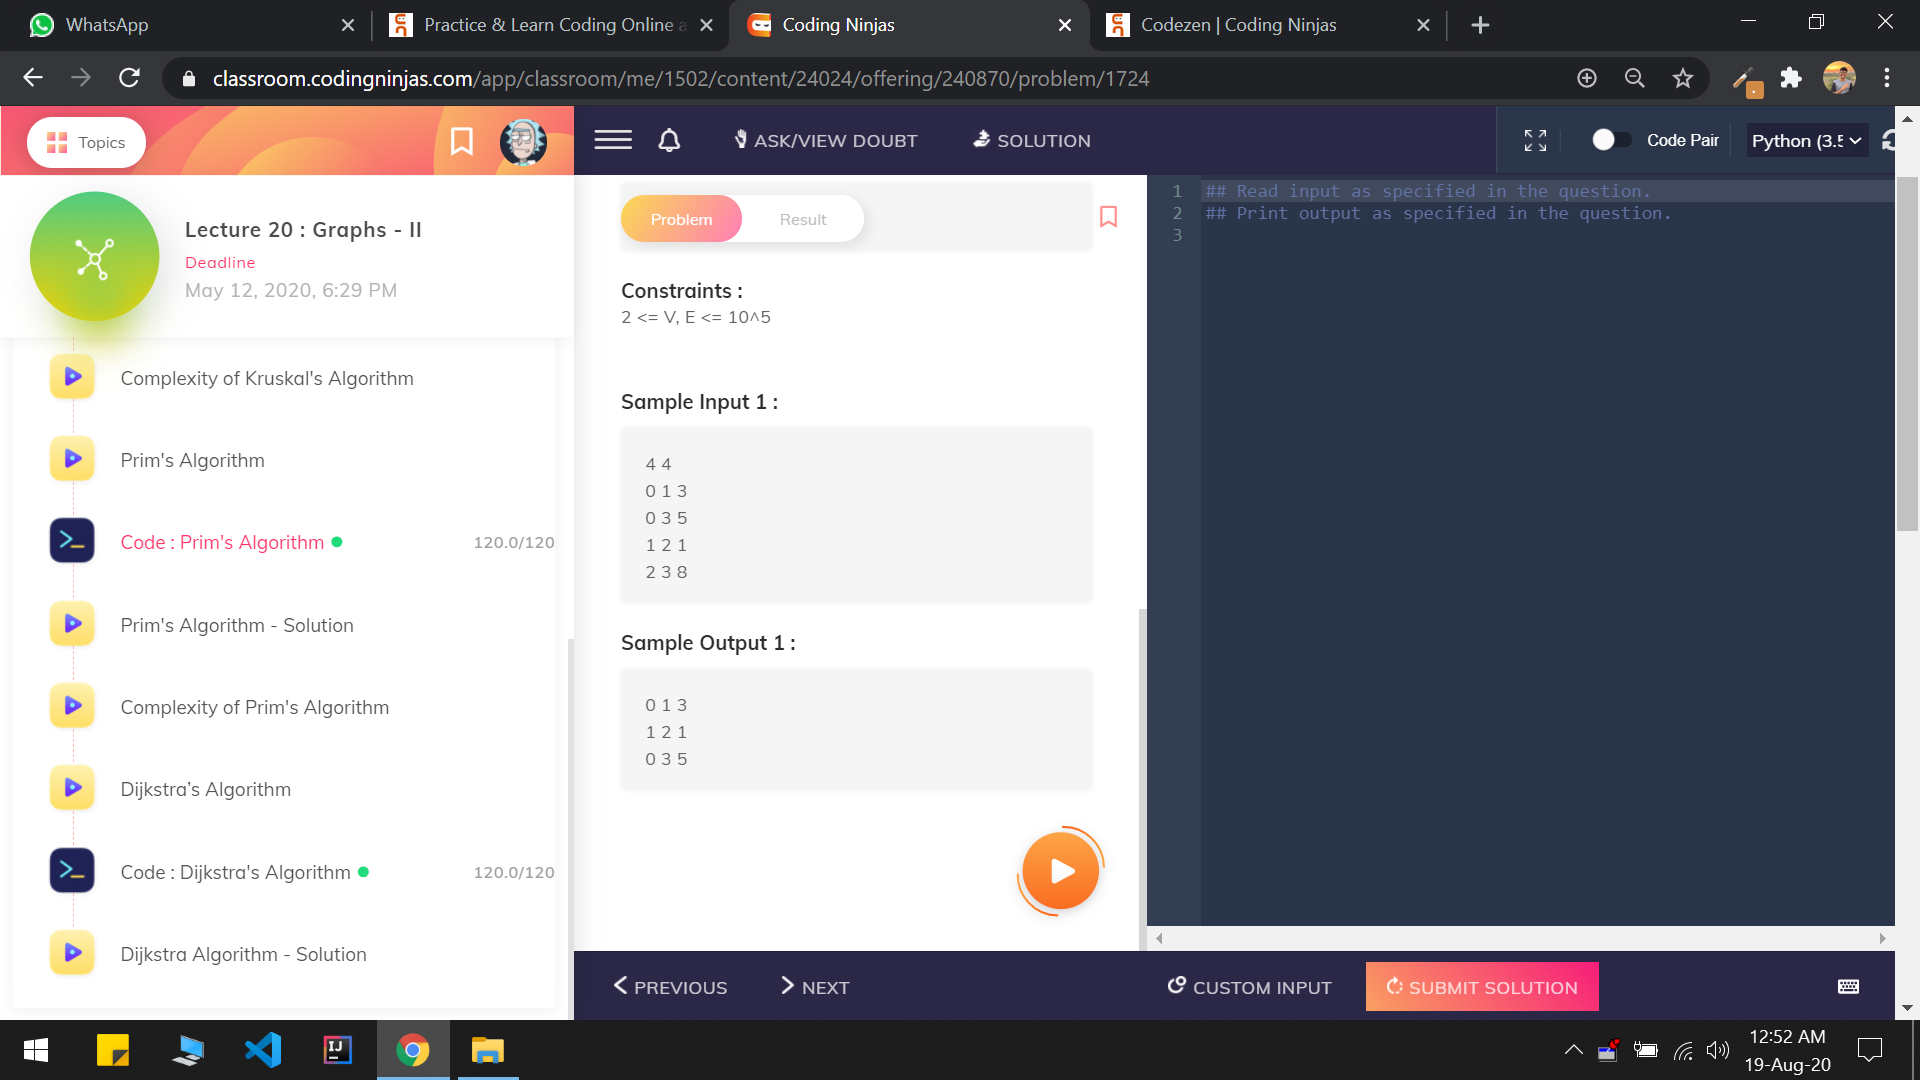 WhatsApp
Practice & Learn Coding Online a
Coding Ninjas
Codezen | Coding Ninjas
classroom.codingninjas.com/app/classroom/me/1502/content/24024/offering/240870/problem/1724
Topics
ASK/VIEW DOUBT
SOLUTION
Code Pair
Python (3.5
Lecture 20 : Graphs - II
Deadline
May 12, 2020, 6:29 PM
Complexity of Kruskal's Algorithm
Prim's Algorithm
Code : Prim's Algorithm
120.0/120
Prim's Algorithm - Solution
Complexity of Prim's Algorithm
Dijkstra’s Algorithm
Code : Dijkstra's Algorithm
120.0/120
Dijkstra Algorithm - Solution
Problem
Result
Constraints :
2 <= V, E <= 10^5
Sample Input 1 :
4 4
0 1 3
0 3 5
1 2 1
2 3 8
Sample Output 1 :
0 1 3
1 2 1
0 3 5
1 ## Read input as specified in the question.
2 ## Print output as specified in the question.
3
PREVIOUS
NEXT
CUSTOM INPUT
SUBMIT SOLUTION
IJ
12:52 AM
19-Aug-20